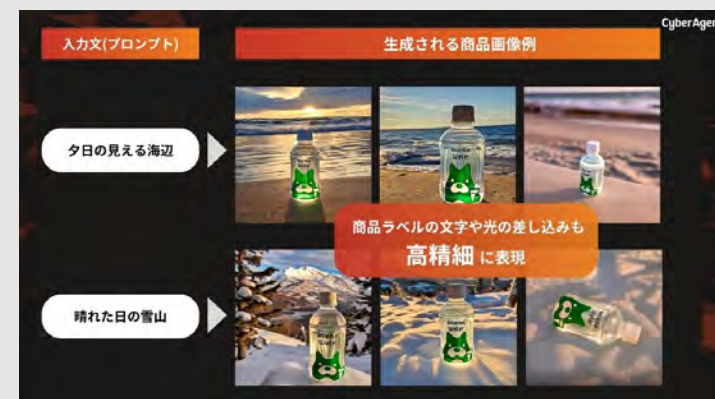 CyberAgen
入力文(プロンプト)
生成される商品画像例
夕日の見える海辺
商品ラベルの文字や光の差し込みも
高精細 に表現
晴れた日の雪山